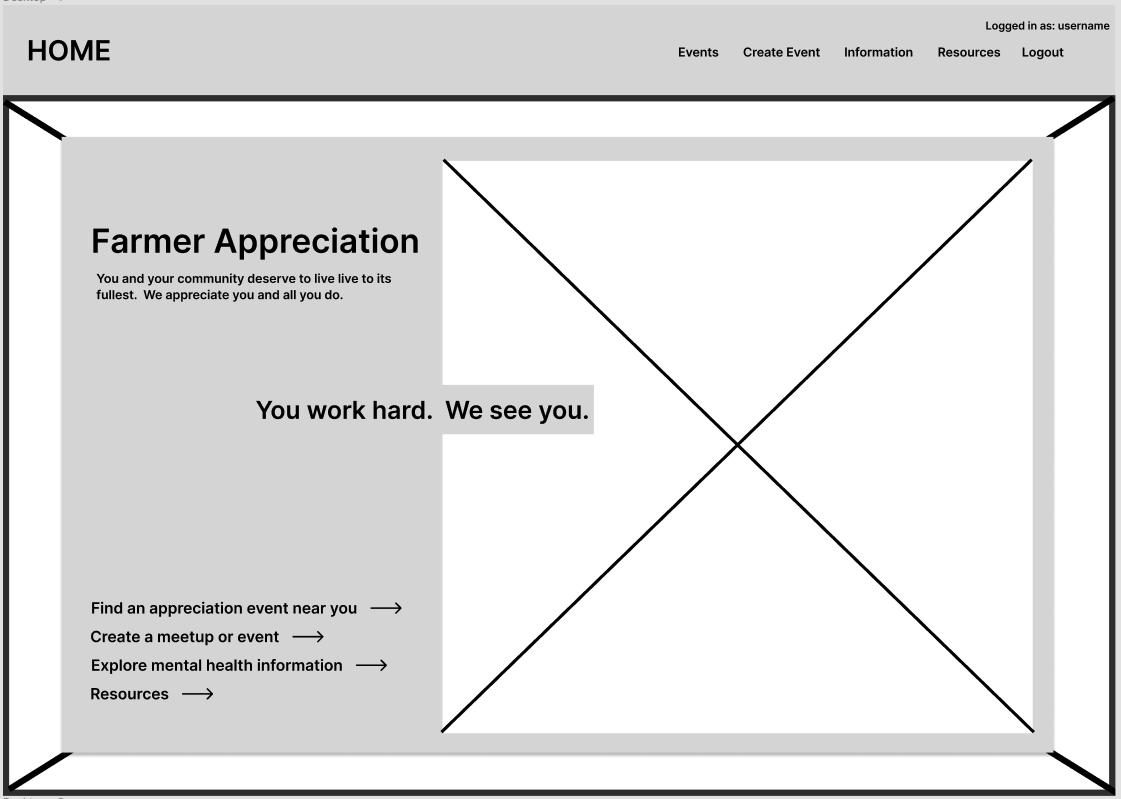 Logged in as: username
HOME
Events Create Event Information Resources Logout
Farmer Appreciation
You and your community deserve to live live to its
fullest.  We appreciate you and all you do.
You work hard.  We see you.
Find an appreciation event near you
Create a meetup or event
Explore mental health information
Resources